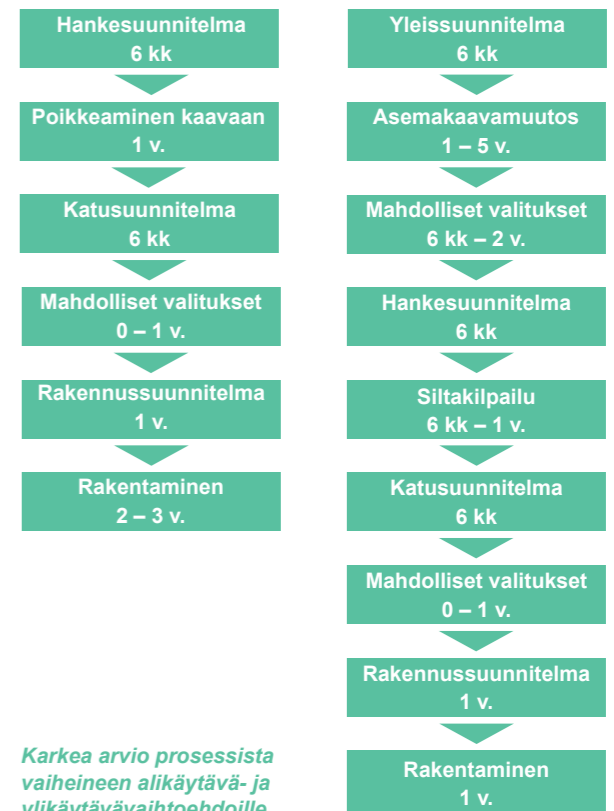 Hankesuunnitelma
6 kk
Poikkeaminen kaavaan
1 v.
Katusuunnitelma
6 kk
Mahdolliset valitukset
0 – 1 v.
Rakennussuunnitelma
1 v.
Rakentaminen
2 – 3 v.
Yleissuunnitelma
6 kk
Asemakaavamuutos
1 – 5 v.
Mahdolliset valitukset
6 kk – 2 v.
Hankesuunnitelma
6 kk
Siltakilpailu
6 kk – 1 v.
Katusuunnitelma
6 kk
Mahdolliset valitukset
0 – 1 v.
Rakennussuunnitelma
1 v.
Rakentaminen
1 v.
Karkea arvio prosessista
vaiheineen alikäytävä- ja
ylikäytävävaihtoehdoille